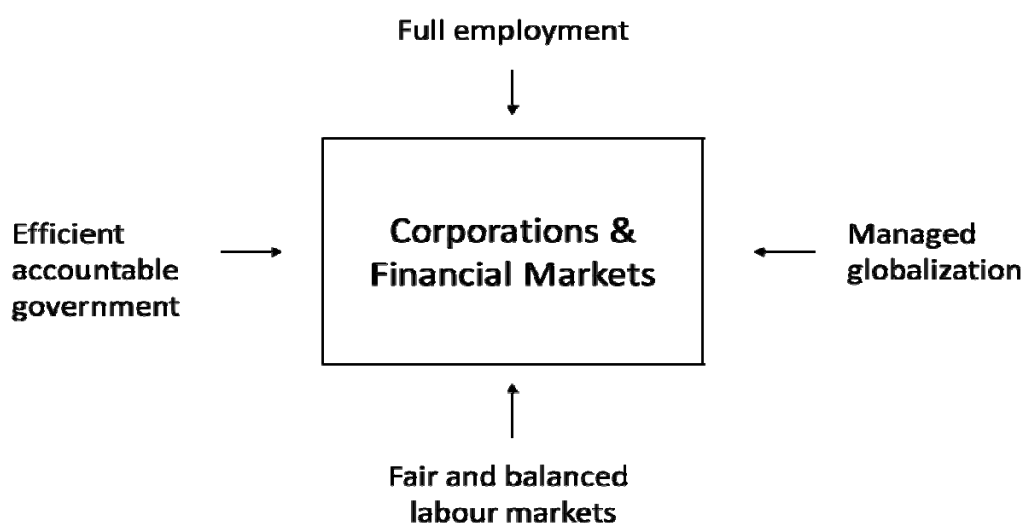 Full employment
Efficient
accountable
government
Corporations &
Financial Markets
Managed
globalization
Fair and balanced
labour markets